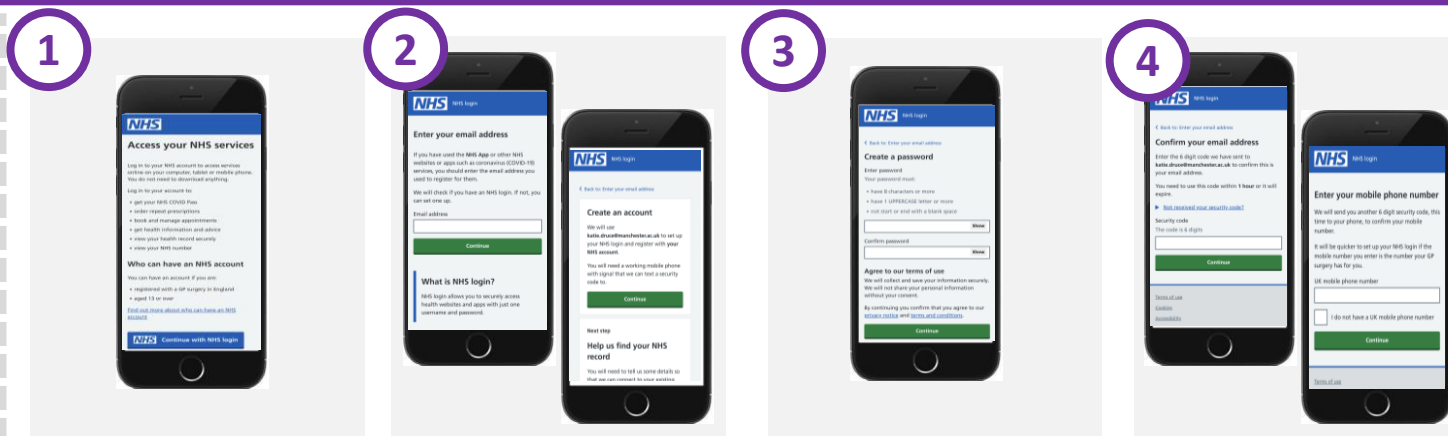 1
NHS
Access your NHS services
Log in to your NHS account to access services
online on your computer, tablet or mobile phone.
You do not need to download anything.
Log in to your account to:
• get your NHS COVID Pass
• order repeat prescriptions
• book and manage appointments
• get health information and advice
• view your health record securely
• view your NHS number
Who can have an NHS account
You can have an account if you are:
• registered with a GP surgery in England
• aged 13 or over
Find out more about who can have an NHS
account
NHS Continue with NHS login
2
NHS NHS login
Enter your email address
If you have used the NHS App or other NHS
websites or apps such as coronavirus (COVID-19)
services, you should enter the email address you
used to register for them.
We will check if you have an NHS login. If not, you
can set one up.
Email address
Continue
What is NHS login?
NHS login allows you to securely access
health websites and apps with just one
username and password.
NHS NHS login
Back to Enter your email address
Create an account
We will use
katie.druce@manchester.ac.uk to set up
your NHS login and register with your
NHS account.
You will need a working mobile phone
with signal that we can text a security
code to.
Continue
Next step
Help us find your NHS
record
You will need to tell us some details so
that we can connect to your existing
3
NHS NHS login
Back to Enter your email address
Create a password
Enter password
Your password must:
• have 8 characters or more
• have 1 UPPERCASE letter or more
• not start or end with a blank space
Show
Confirm password
Show
Agree to our terms of use
We will collect and save your information securely.
We will not share your personal information
without your consent.
By continuing you confirm that you agree to our
privacy notice and terms and conditions.
Continue
4
NHS NHS login
Back to Enter your email address
Confirm your email address
Enter the 6 digit code we have sent to
katie.druce@manchester.ac.uk to confirm this is
your email address.
You need to use this code within 1 hour or it will
expire.
Not received your security code?
Security code
The code is 6 digits
Continue
Terms of use
Cookies
Accessibility
NHS NHS login
Enter your mobile phone number
We will send you another 6 digit security code, this
time to your phone, to confirm your mobile
number.
It will be quicker to set up your NHS login if the
mobile number you enter is the number your GP
surgery has for you.
UK mobile phone number
I do not have a UK mobile phone number
Continue
Terms of use